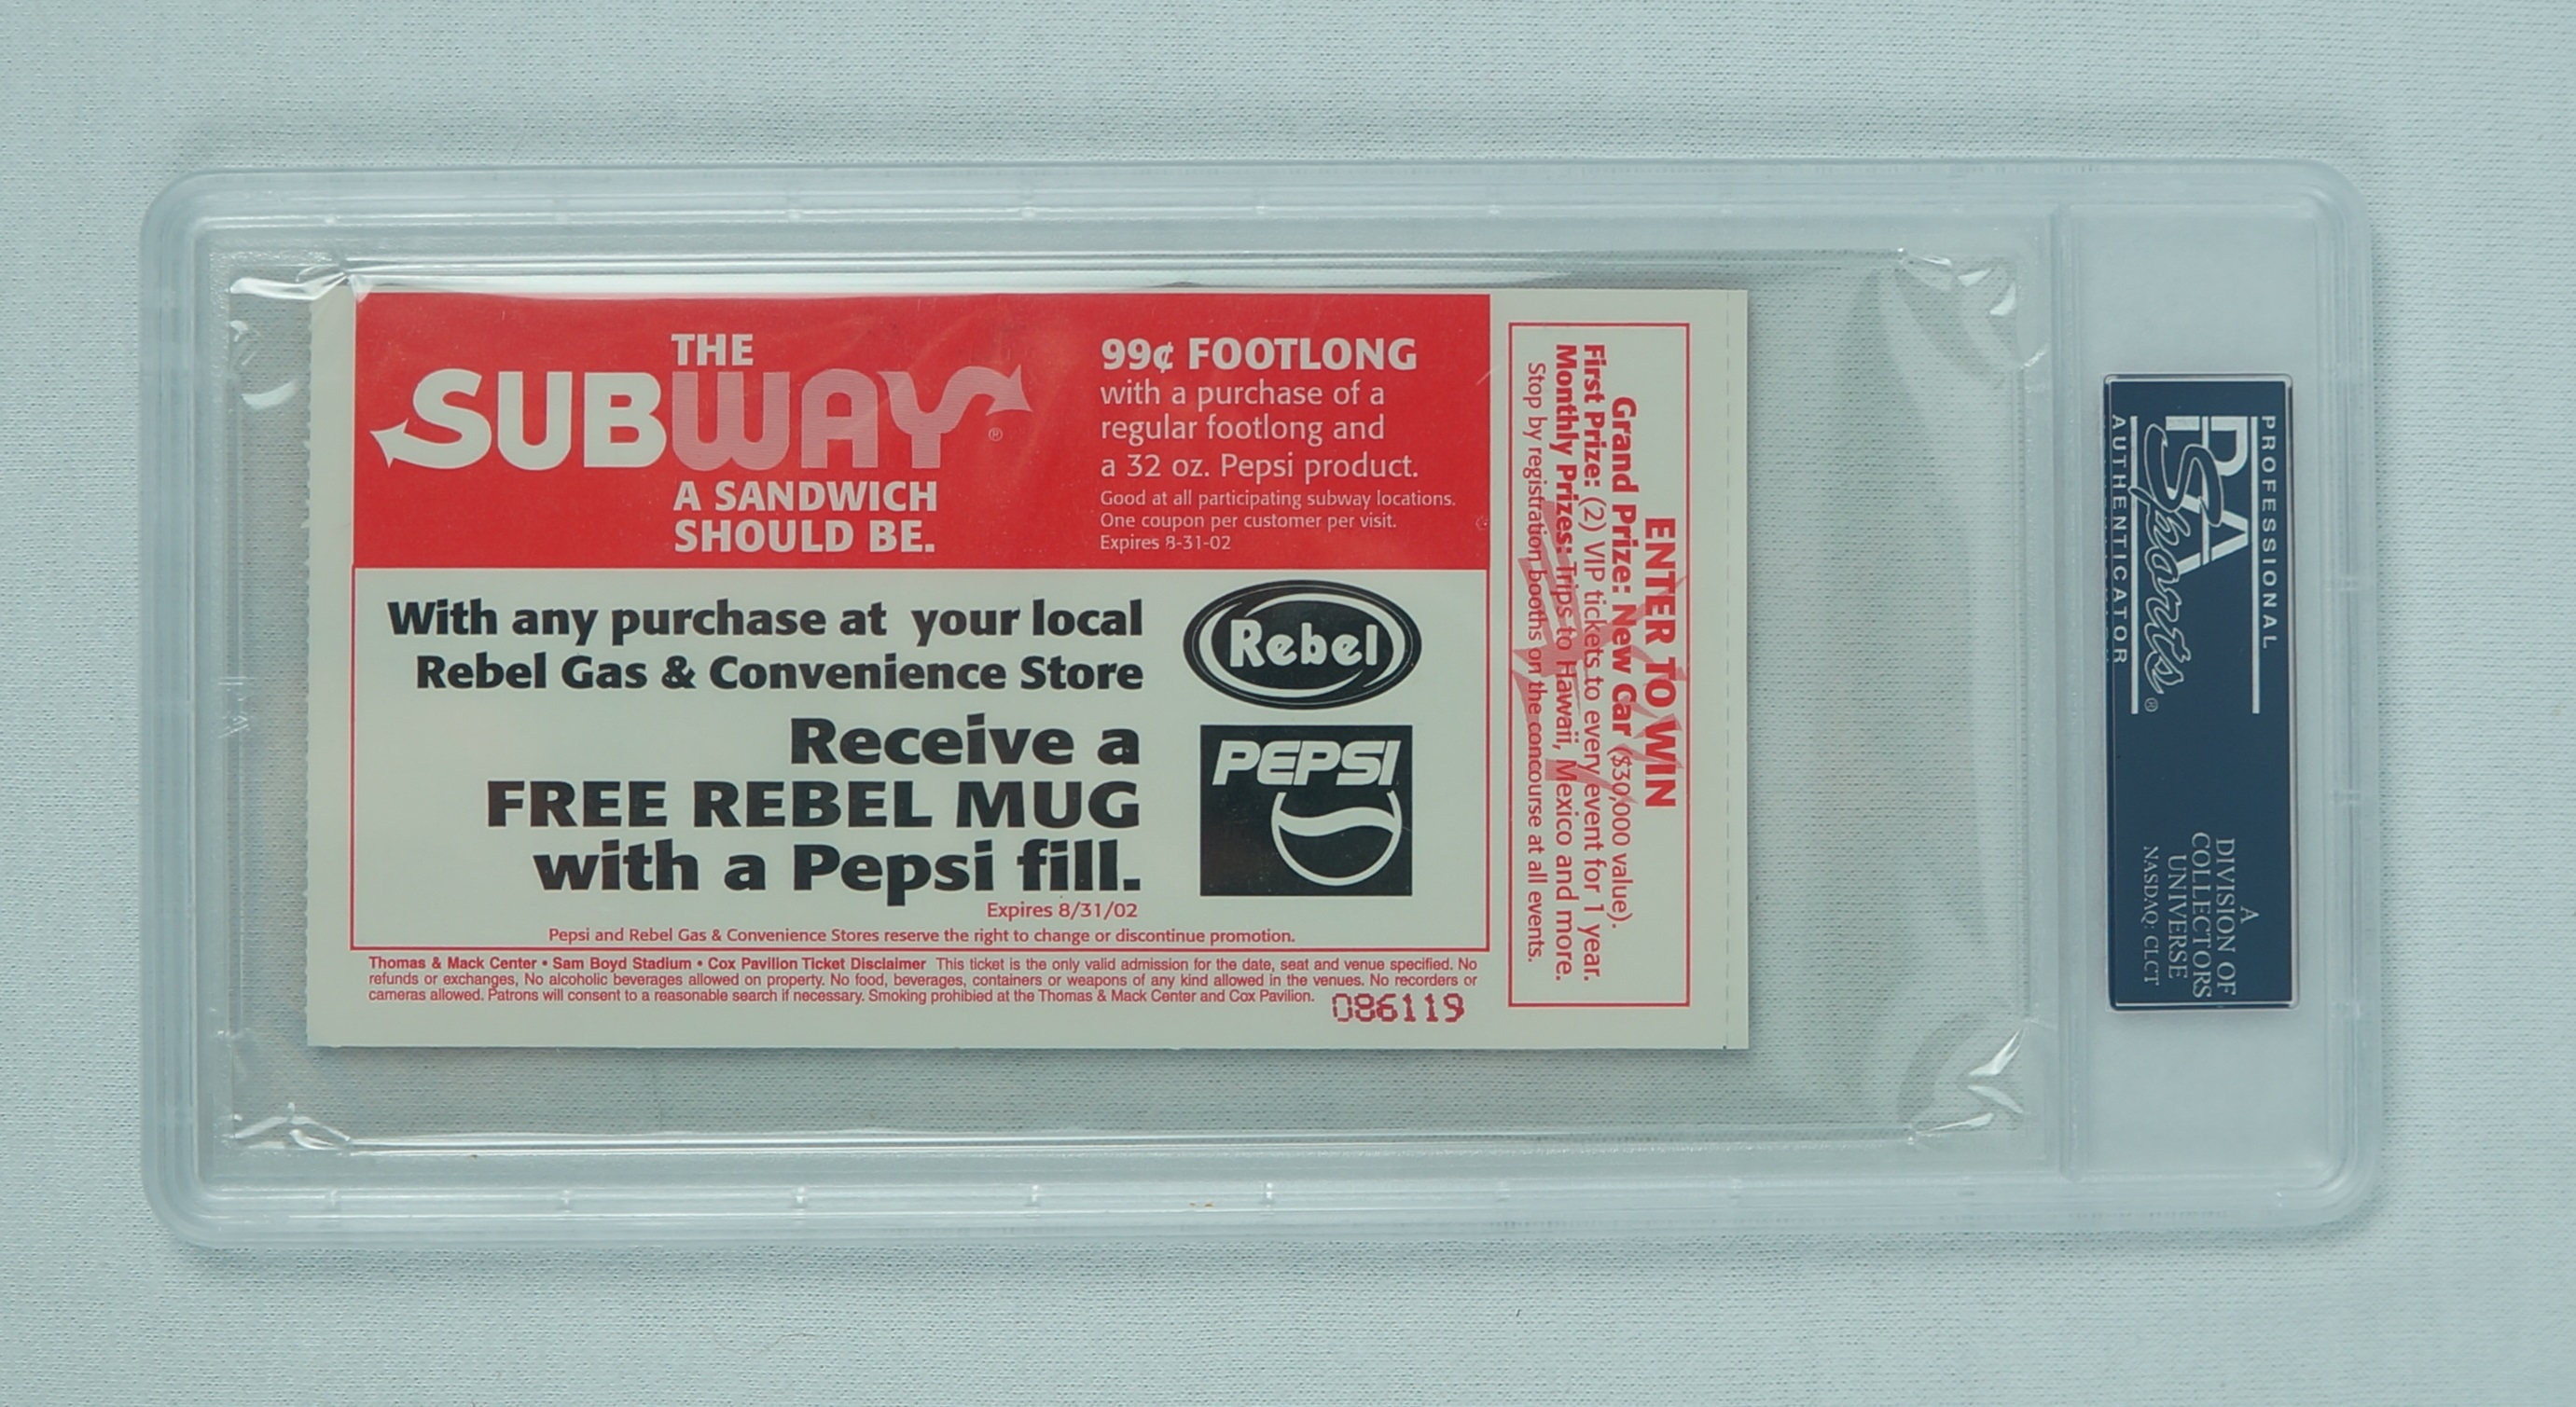 THE
SUBWAY®
A SANDWICH
SHOULD BE.
99¢ FOOTLONG
with a purchase of a
regular footlong and
a 32 oz. Pepsi product.
Good at all participating subway locations.
One coupon per customer per visit.
Expires 8-31-02
With any purchase at your local
Rebel Gas & Convenience Store
Receive a
FREE REBEL MUG
with a Pepsi fill.
Expires 8/31/02
Rebel
PEPSI
Pepsi and Rebel Gas & Convenience Stores reserve the right to change or discontinue promotion.
Thomas & Mack Center • Sam Boyd Stadium • Cox Pavilion Ticket Disclaimer This ticket is the only valid admission for the date, seat and venue specified. No
refunds or exchanges, No alcoholic beverages allowed on property. No food, beverages, containers or weapons of any kind allowed in the venues. No recorders or
cameras allowed. Patrons will consent to a reasonable search if necessary. Smoking prohibied at the Thomas & Mack Center and Cox Pavilion.
086119
ENTER TO WIN
Grand Prize: New Car ($30,000 value).
First Prize: (2) VIP tickets to every event for 1 year.
Monthly Prizes: Trips to Hawaii, Mexico and more.
Stop by registration booths on the concourse at all events.
PROFESSIONAL
PSA
Sports®
AUTHENTICATOR
A
DIVISION OF
COLLECTORS
UNIVERSE
NASDAQ: CLCT